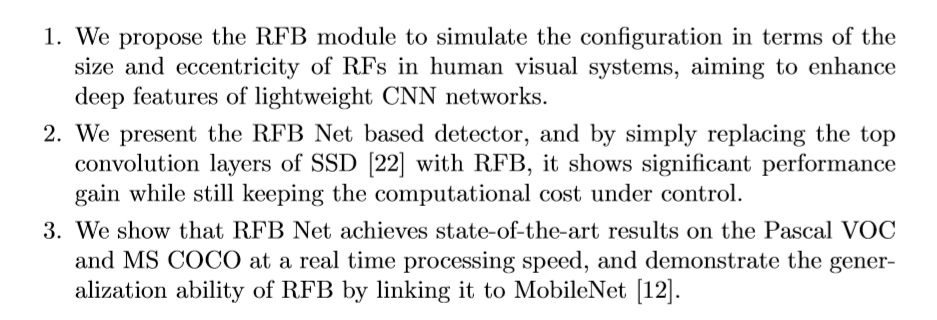 1. We propose the RFB module to simulate the configuration in terms of the
size and eccentricity of RFs in human visual systems, aiming to enhance
deep features of lightweight CNN networks.
2. We present the RFB Net based detector, and by simply replacing the top
convolution layers of SSD [22] with RFB, it shows significant performance
gain while still keeping the computational cost under control.
3. We show that RFB Net achieves state-of-the-art results on the Pascal VOC
and MS COCO at a real time processing speed, and demonstrate the gener-
alization ability of RFB by linking it to MobileNet [12].